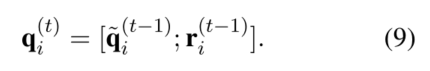 𝐪_i^{(t)} = [𝐪̃_i^{(t−1)}; 𝐫_i^{(t−1)}]. (9)